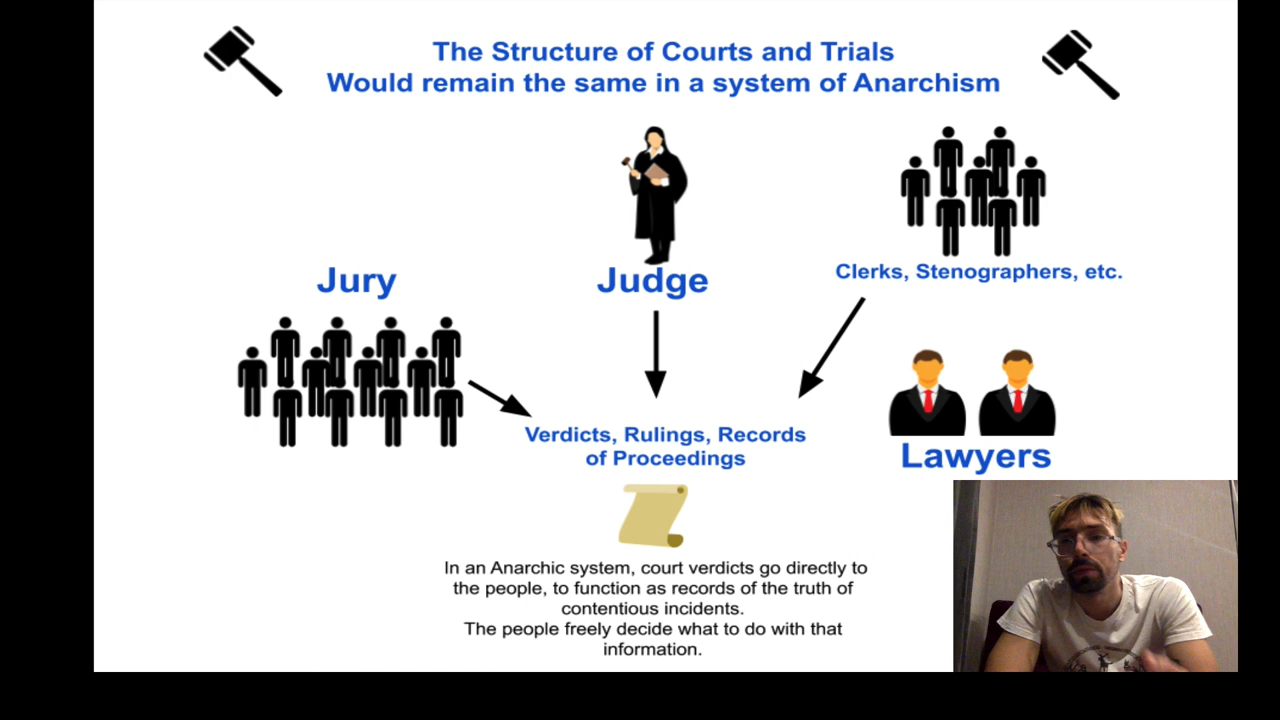 The Structure of Courts and Trials
Would remain the same in a system of Anarchism
Jury
Judge
Clerks, Stenographers, etc.
Lawyers
Verdicts, Rulings, Records
of Proceedings
In an Anarchic system, court verdicts go directly to
the people, to function as records of the truth of
contentious incidents.
The people freely decide what to do with that
information.